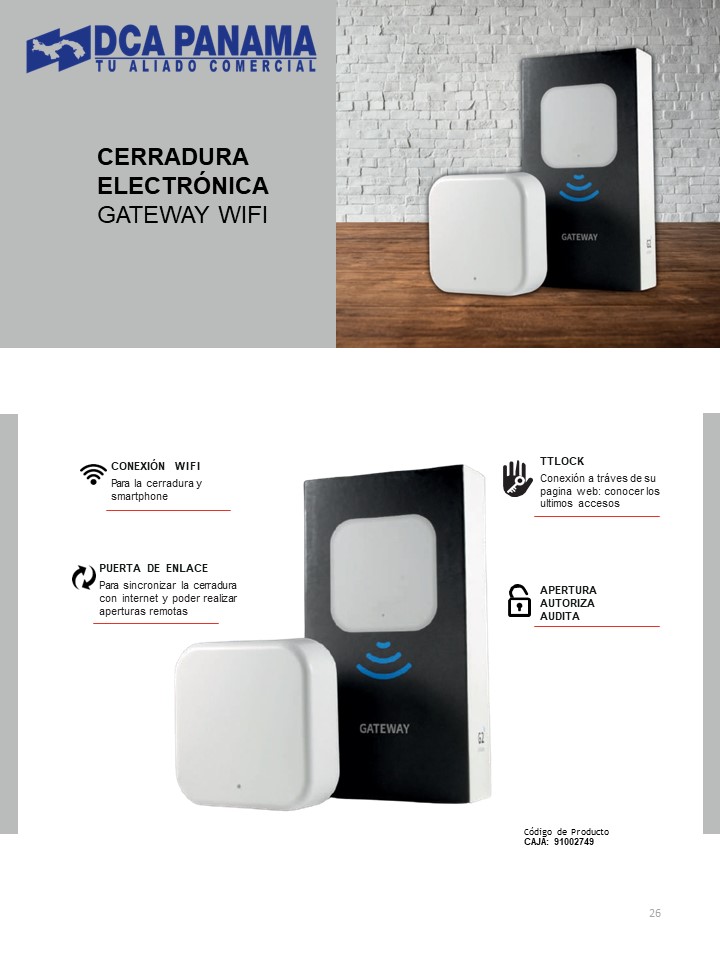 DCA PANAMA
TU ALIADO COMERCIAL
CERRADURA
ELECTRÓNICA
GATEWAY WIFI
GATEWAY
CONEXIÓN WIFI
Para la cerradura y
smartphone
PUERTA DE ENLACE
Para sincronizar la cerradura
con internet y poder realizar
aperturas remotas
TTLOCK
Conexión a tráves de su
pagina web: conocer los
ultimos accesos
APERTURA
AUTORIZA
AUDITA
GATEWAY
G2
Código de Producto
CAJA: 91002749
26